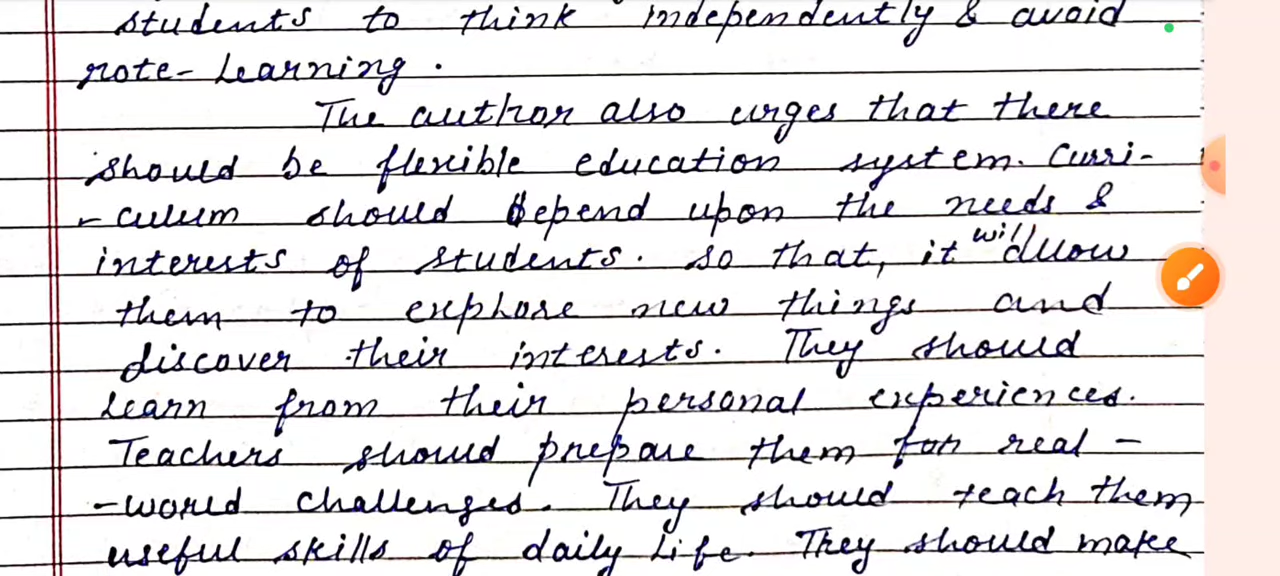 students to think independently & avoid
rote- learning.
The author also urges that there
should be flexible education system. Curri-
- culum should depend upon the needs &
interests of students. so that, it will allow
them to explore new things and
discover their interests. They should
learn from their personal experiences.
Teachers should prepare them for real -
-world challenges. They should teach them
useful skills of daily life. They should make